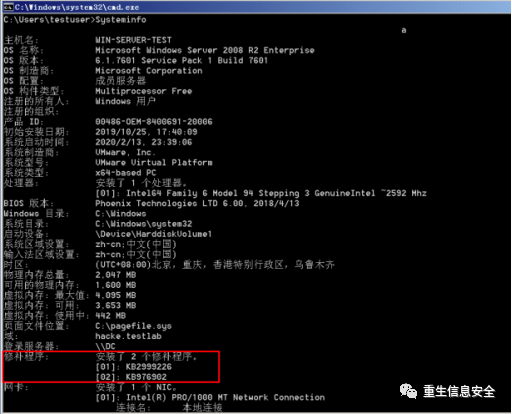 C:\Windows\system32\cmd.exe
C:\Users\testuser>Systeminfo
a
主机名: WIN-SERVER-TEST
OS 名称: Microsoft Windows Server 2008 R2 Enterprise
OS 版本: 6.1.7601 Service Pack 1 Build 7601
OS 制造商: Microsoft Corporation
OS 配置: 成员服务器
OS 构件类型: Multiprocessor Free
注册的所有人: Windows 用户
注册的组织:
产品 ID: 00486-OEM-8400691-20006
初始安装日期: 2019/10/25, 17:40:09
系统启动时间: 2020/2/13, 23:39:06
系统制造商: VMware, Inc.
系统型号: VMware Virtual Platform
系统类型: x64-based PC
处理器: 安装了 1 个处理器。
[01]: Intel64 Family 6 Model 94 Stepping 3 GenuineIntel ~2592 Mhz
BIOS 版本: Phoenix Technologies LTD 6.00, 2018/4/13
Windows 目录: C:\Windows
系统目录: C:\Windows\system32
启动设备: \Device\HarddiskVolume1
系统区域设置: zh-cn;中文(中国)
输入法区域设置: zh-cn;中文(中国)
时区: (UTC+08:00)北京，重庆，香港特别行政区，乌鲁木齐
物理内存总量: 2,047 MB
可用的物理内存: 1,600 MB
虚拟内存: 最大值: 4,095 MB
虚拟内存: 可用: 3,653 MB
虚拟内存: 使用中: 442 MB
页面文件位置: C:\pagefile.sys
域: hacke.testlab
登录服务器: \\DC
修补程序: 安装了 2 个修补程序。
[01]: KB2999226
[02]: KB976902
网卡: 安装了 1 个 NIC。
[01]: Intel(R) PRO/1000 MT Network Connection
连接名: 本地连接
重生信息安全